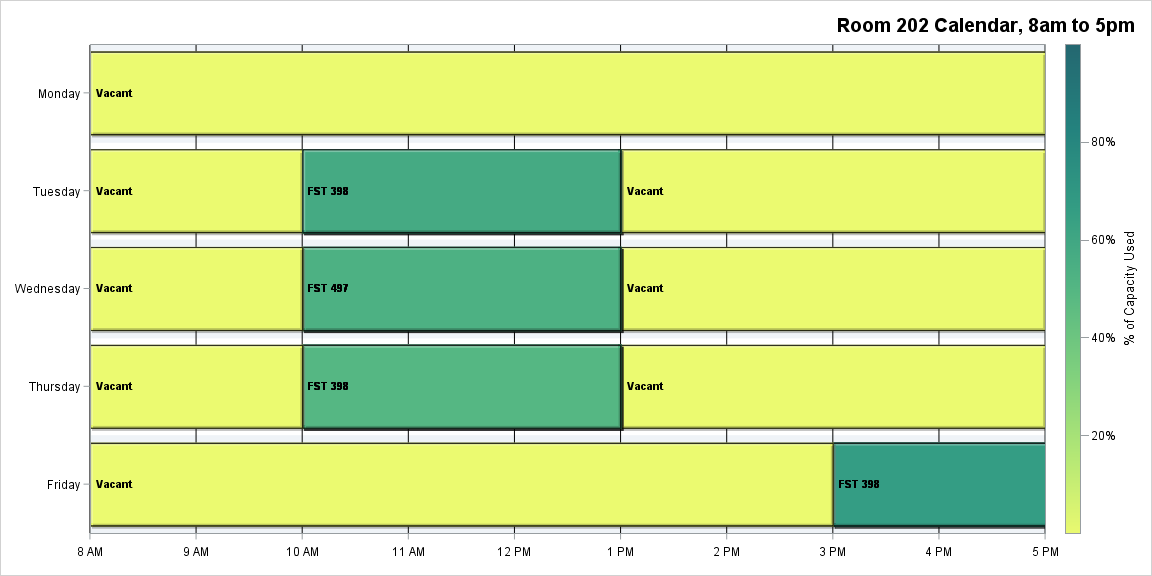 Room 202 Calendar, 8am to 5pm
Monday
Vacant
Tuesday
Vacant
FST 398
Vacant
Wednesday
Vacant
FST 497
Vacant
Thursday
Vacant
FST 398
Vacant
Friday
Vacant
FST 398
8 AM
9 AM
10 AM
11 AM
12 PM
1 PM
2 PM
3 PM
4 PM
5 PM
80%
60%
40%
20%
% of Capacity Used